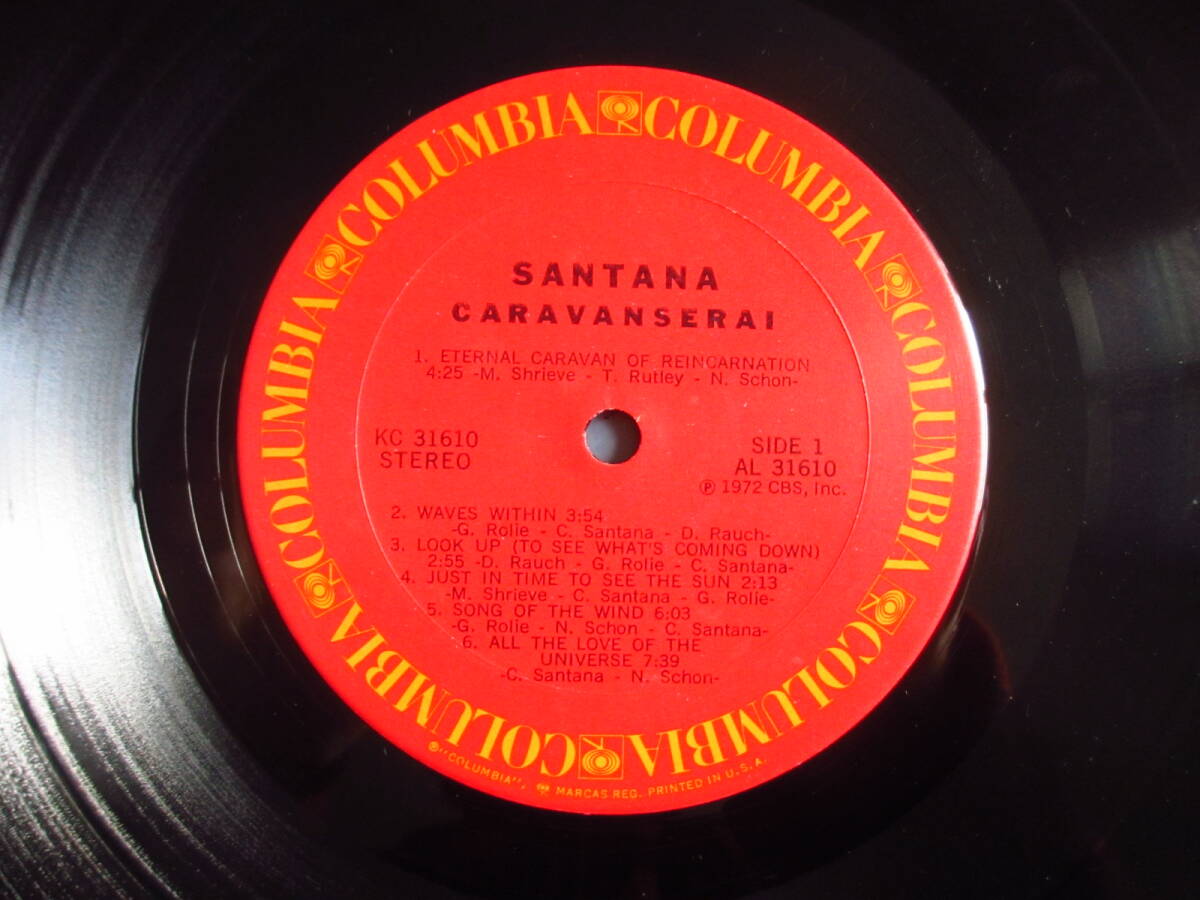 COLUMBIA COLUMBIA COLUMBIA COLUMBIA COLUMBIA COLUMBIA
SANTANA
CARAVANSERAI
1. ETERNAL CARAVAN OF REINCARNATION
4:25 -M. Shrieve - T. Rutley - N. Schon-
KC 31610
STEREO
SIDE 1
AL 31610
℗ 1972 CBS, Inc.
2. WAVES WITHIN 3:54
-G. Rolie - C. Santana - D. Rauch-
3. LOOK UP (TO SEE WHAT'S COMING DOWN)
2:55 -D. Rauch - G. Rolie - C. Santana-
4. JUST IN TIME TO SEE THE SUN 2:13
-M. Shrieve - C. Santana - G. Rolie-
5. SONG OF THE WIND 6:03
-G. Rolie - N. Schon - C. Santana-
6. ALL THE LOVE OF THE
UNIVERSE 7:39
-C. Santana - N. Schon-
®"COLUMBIA", MARCAS REG. PRINTED IN U.S.A.